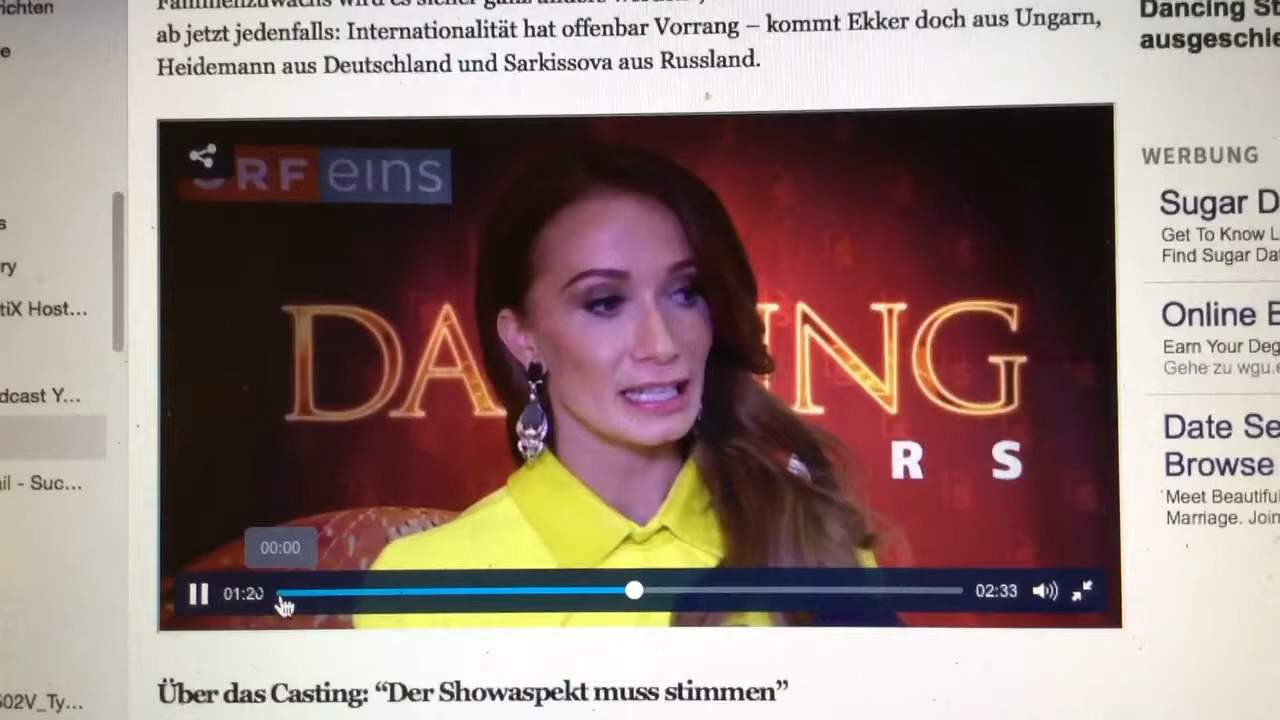 richten
ab jetzt jedenfalls: Internationalität hat offenbar Vorrang – kommt Ekker doch aus Ungarn,
Heidemann aus Deutschland und Sarkissova aus Russland.
Dancing St
ausgeschie
e
s
ry
tiX Host...
dcast Y...
il - Suc...
02V_Ty...
RF eins
DA ING
R S
00:00
01:20
02:33
WERBUNG
Sugar D
Get To Know L
Find Sugar Da
Online E
Earn Your Deg
Gehe zu wgu.e
Date Se
Browse
Meet Beautiful
Marriage. Join
Über das Casting: “Der Showaspekt muss stimmen”